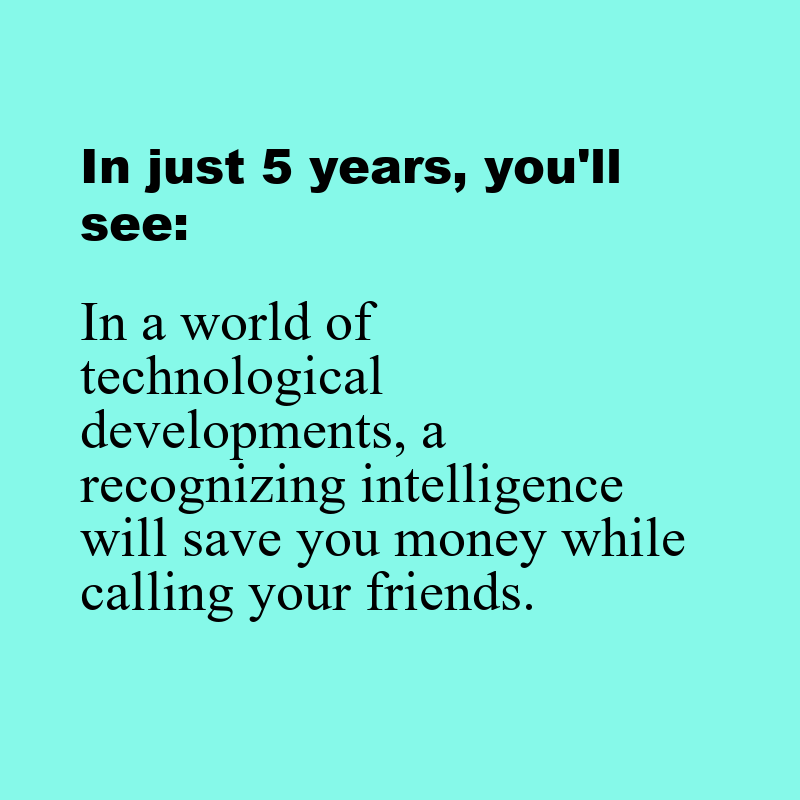 In just 5 years, you'll
see:
In a world of
technological
developments, a
recognizing intelligence
will save you money while
calling your friends.